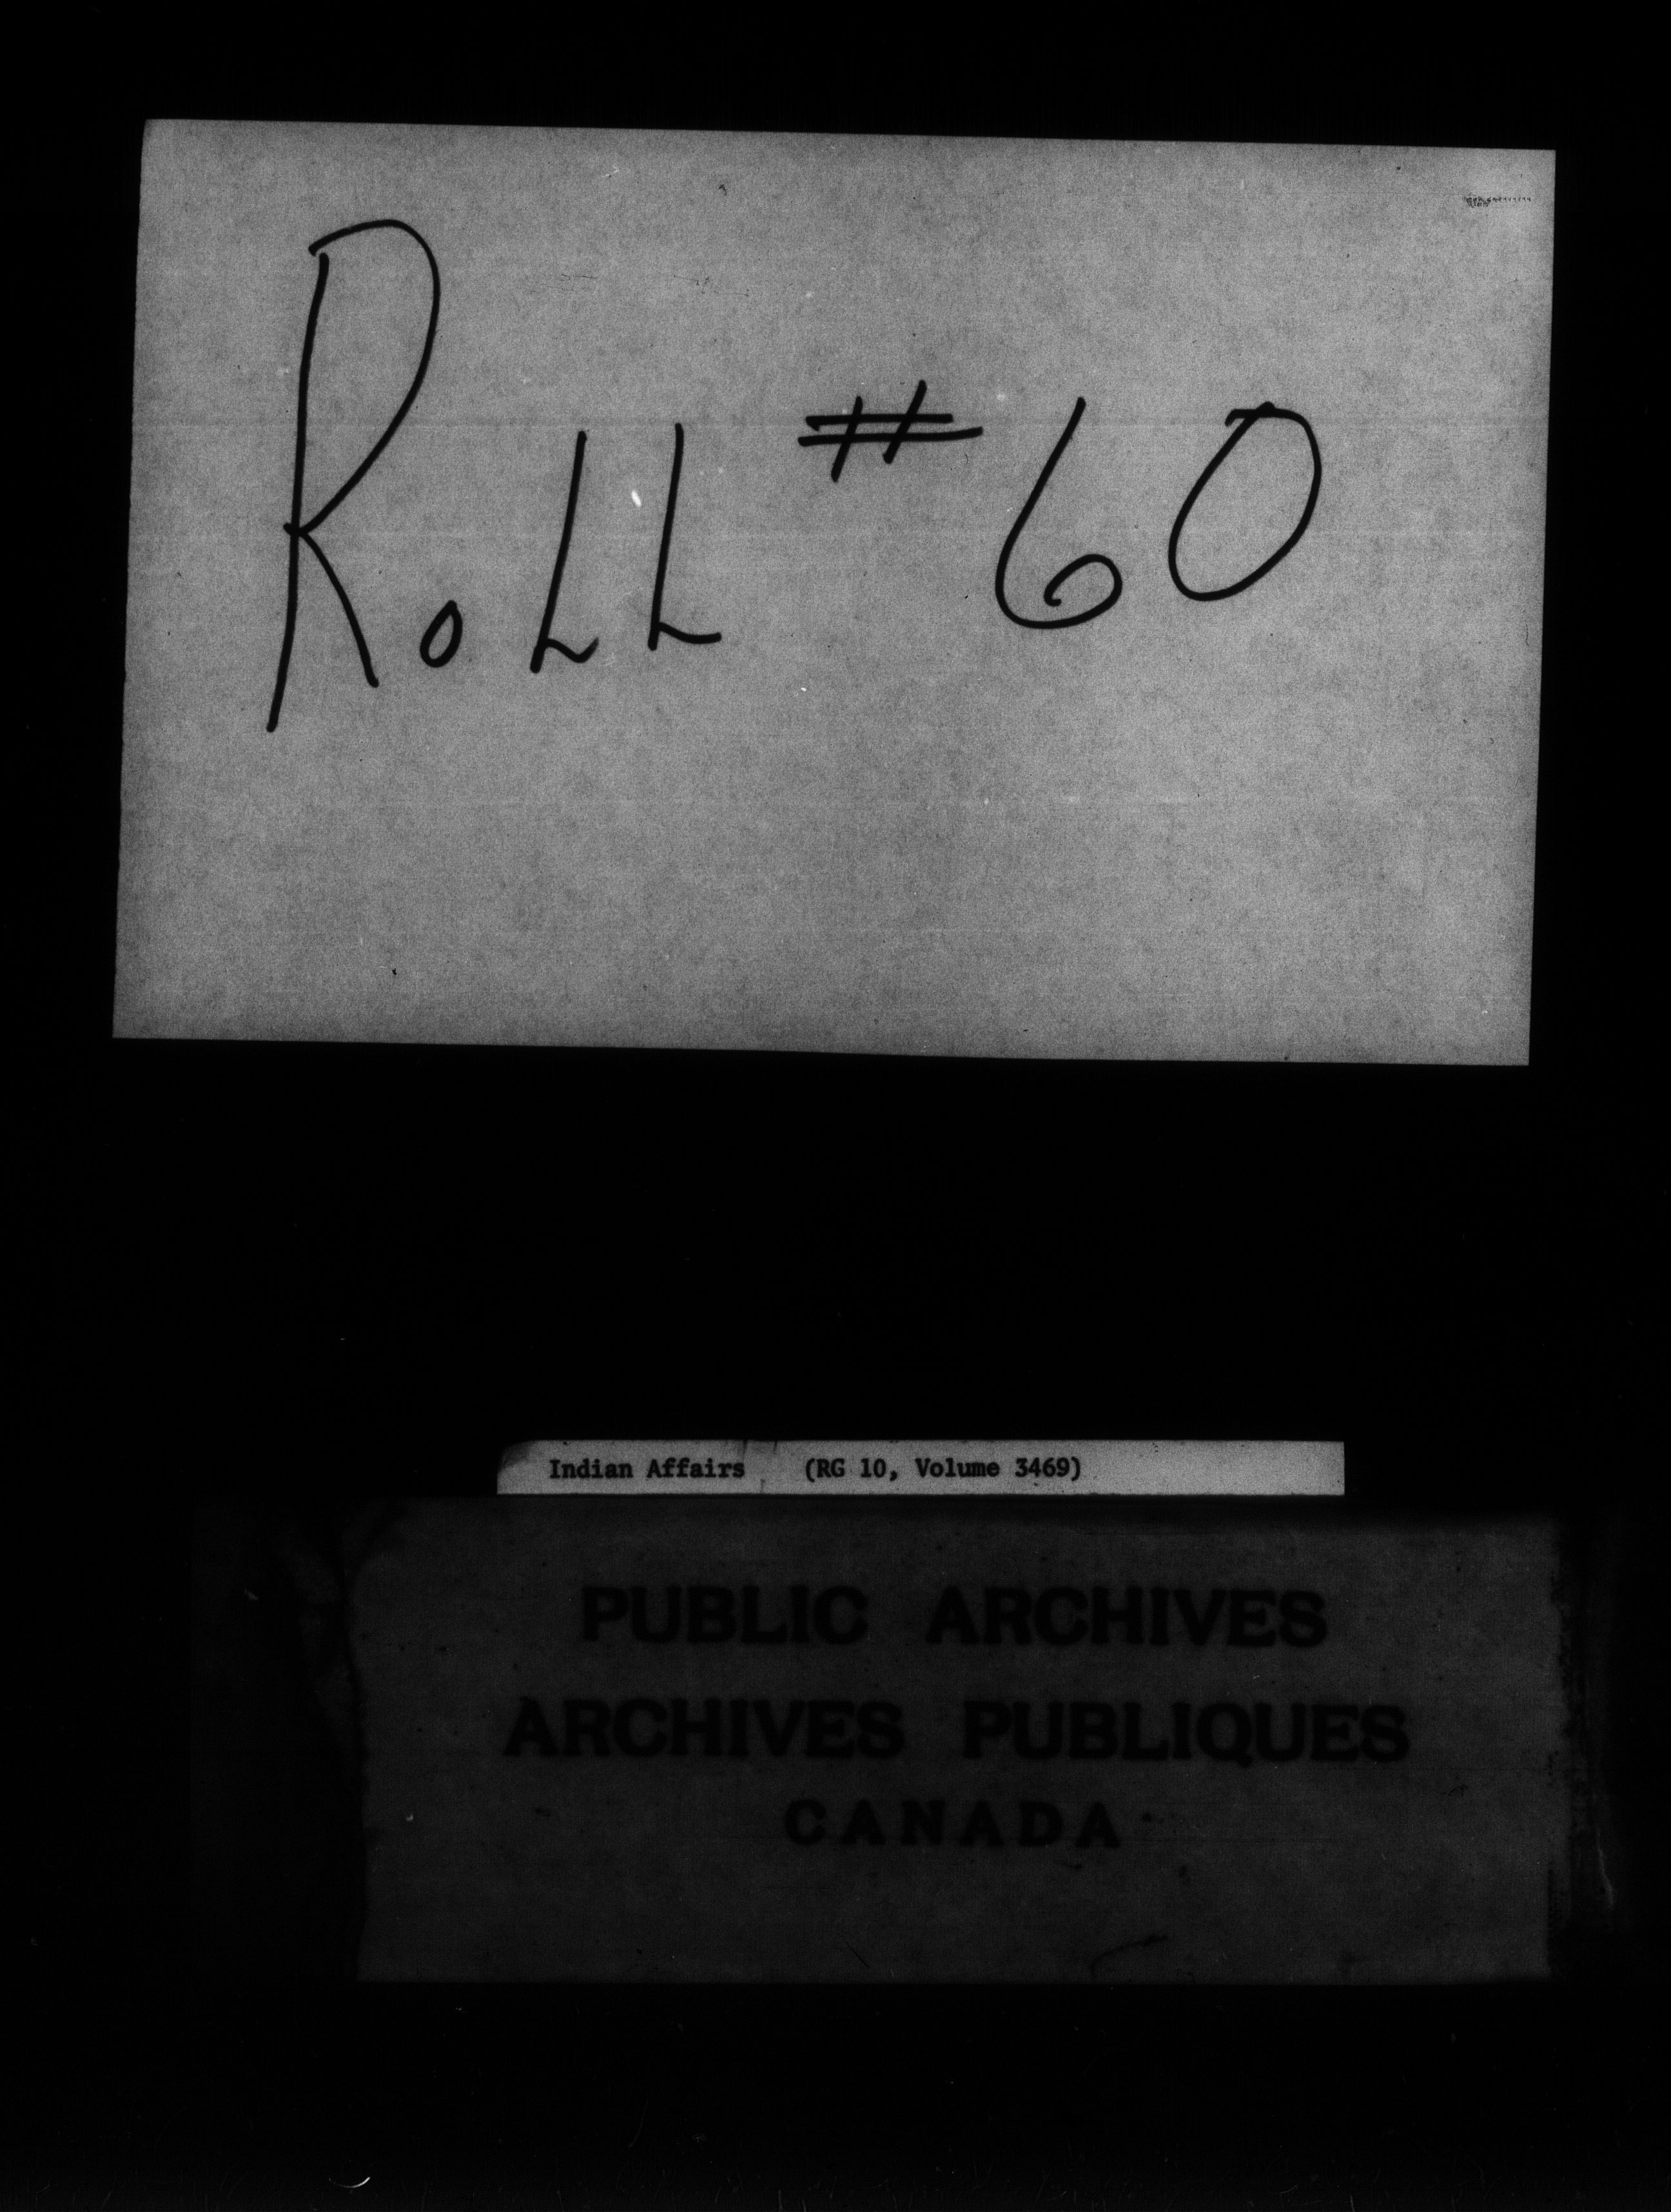 RoLL # 60
Indian Affairs (RG 10, Volume 3469)
PUBLIC ARCHIVES
ARCHIVES PUBLIQUES
CANADA